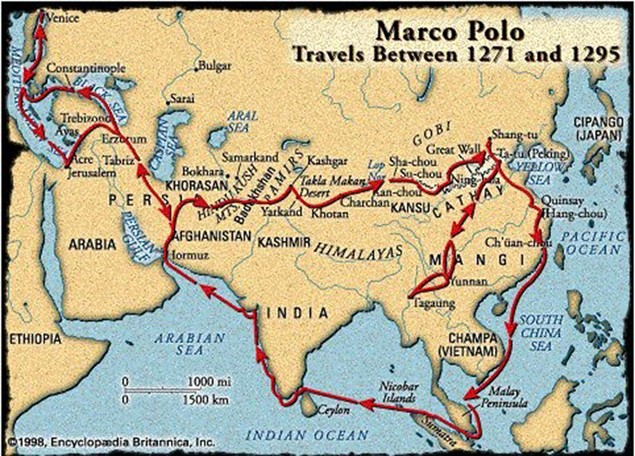 Marco Polo
Travels Between 1271 and 1295
Venice
MEDITER
Constantinople
BLACK SEA
Bulgar
Sarai
Trebizond
Ayas
Erzurum
CASPIAN SEA
ARAL SEA
Acre
Jerusalem
Tabriz
Samarkand
Bokhara
KHORASAN
HINDU KUSH MTS.
Badakhshan
PAMIRS
Kashgar
Takla Makan Desert
Lop Nor
Sha-chou
Su-chou
Kan-chou
GOBI
Great Wall
Shang-tu
Ta-tu (Peking)
Ning-hsia
YELLOW SEA
CIPANGO (JAPAN)
PERSIA
Yarkand
Khotan
Charchan
KANSU
CATHAY
Quinsay (Hang-chou)
PERSIAN GULF
AFGHANISTAN
KASHMIR
HIMALAYAS
ARABIA
Hormuz
MANGI
Ch'üan-chou
PACIFIC OCEAN
Yunnan
Tagaung
INDIA
ETHIOPIA
ARABIAN SEA
CHAMPA (VIETNAM)
SOUTH CHINA SEA
0 1000 mi
0 1500 km
Nicobar Islands
Malay Peninsula
Ceylon
Sumatra
INDIAN OCEAN
©1998, Encyclopædia Britannica, Inc.